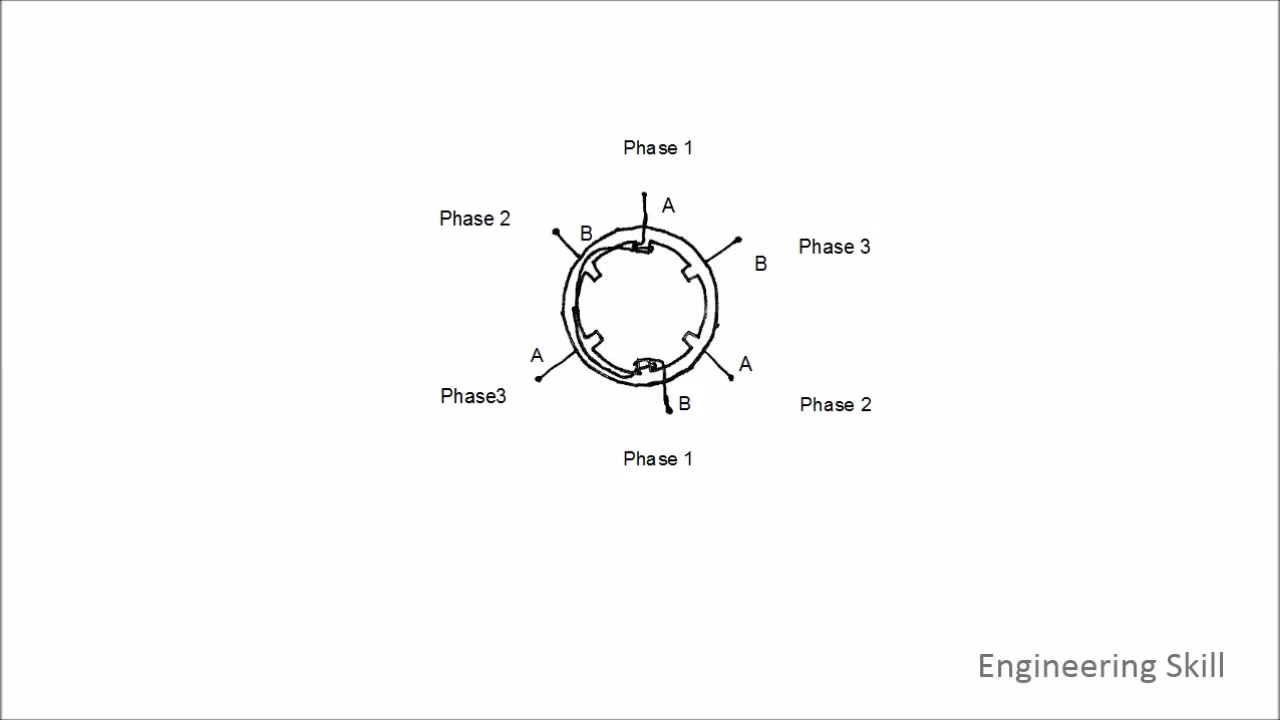 Phase 1
A
Phase 2
B
Phase 3
B
A
Phase3
A
Phase 2
B
Phase 1
Engineering Skill